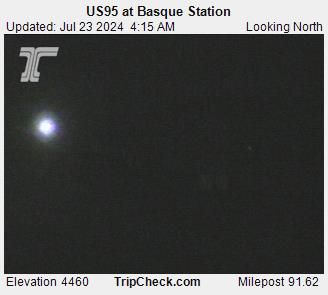 US95 at Basque Station
Updated: Jul 23 2024 4:15 AM Looking North
Elevation 4460 TripCheck.com Milepost 91.62